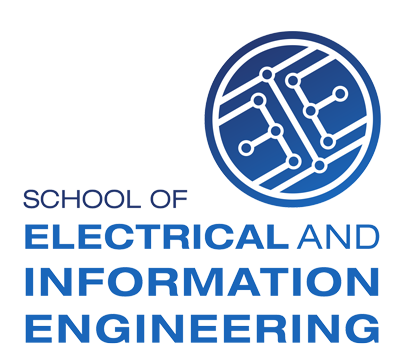 SCHOOL OF
ELECTRICAL AND
INFORMATION
ENGINEERING